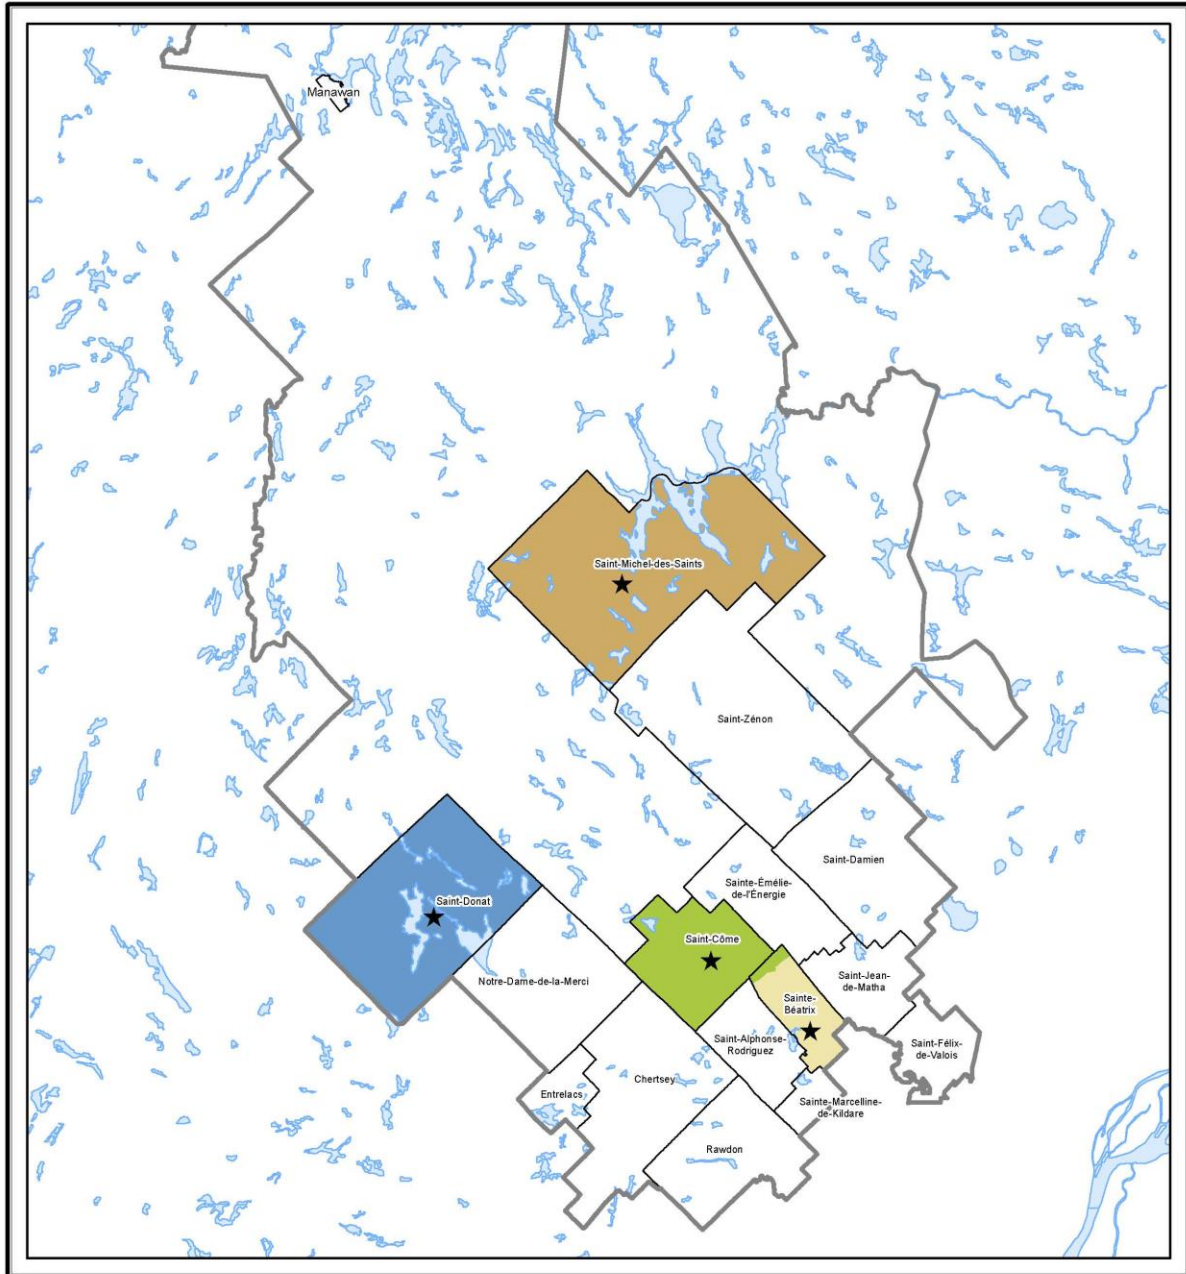 Manawan
Saint-Michel-des-Saints
Saint-Zénon
Saint-Damien
Sainte-Émélie-
de-l'Énergie
Saint-Donat
Saint-Côme
Notre-Dame-de-la-Merci
Saint-Jean-
de-Matha
Sainte-
Béatrix
Saint-Alphonse-
Rodriguez
Saint-Félix-
de-Valois
Chertsey
Entrelacs
Sainte-Marcelline-
de-Kildare
Rawdon